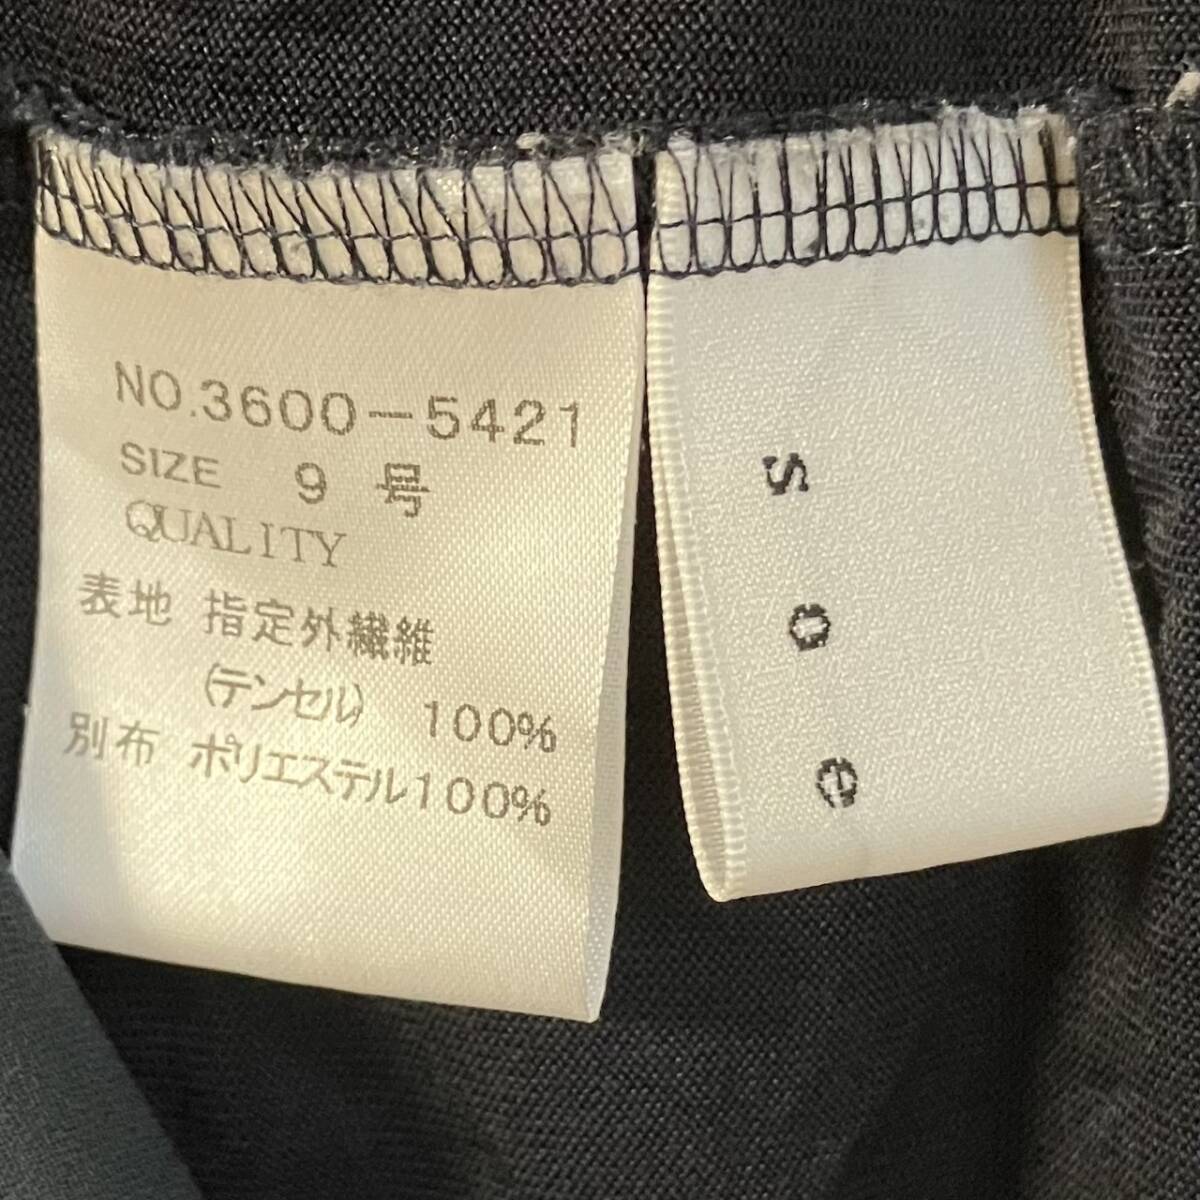 NO.3600-5421
SIZE 9 号
QUALITY
表地 指定外繊維
(テンセル) 100%
別布 ポリエステル100%
s
o
e